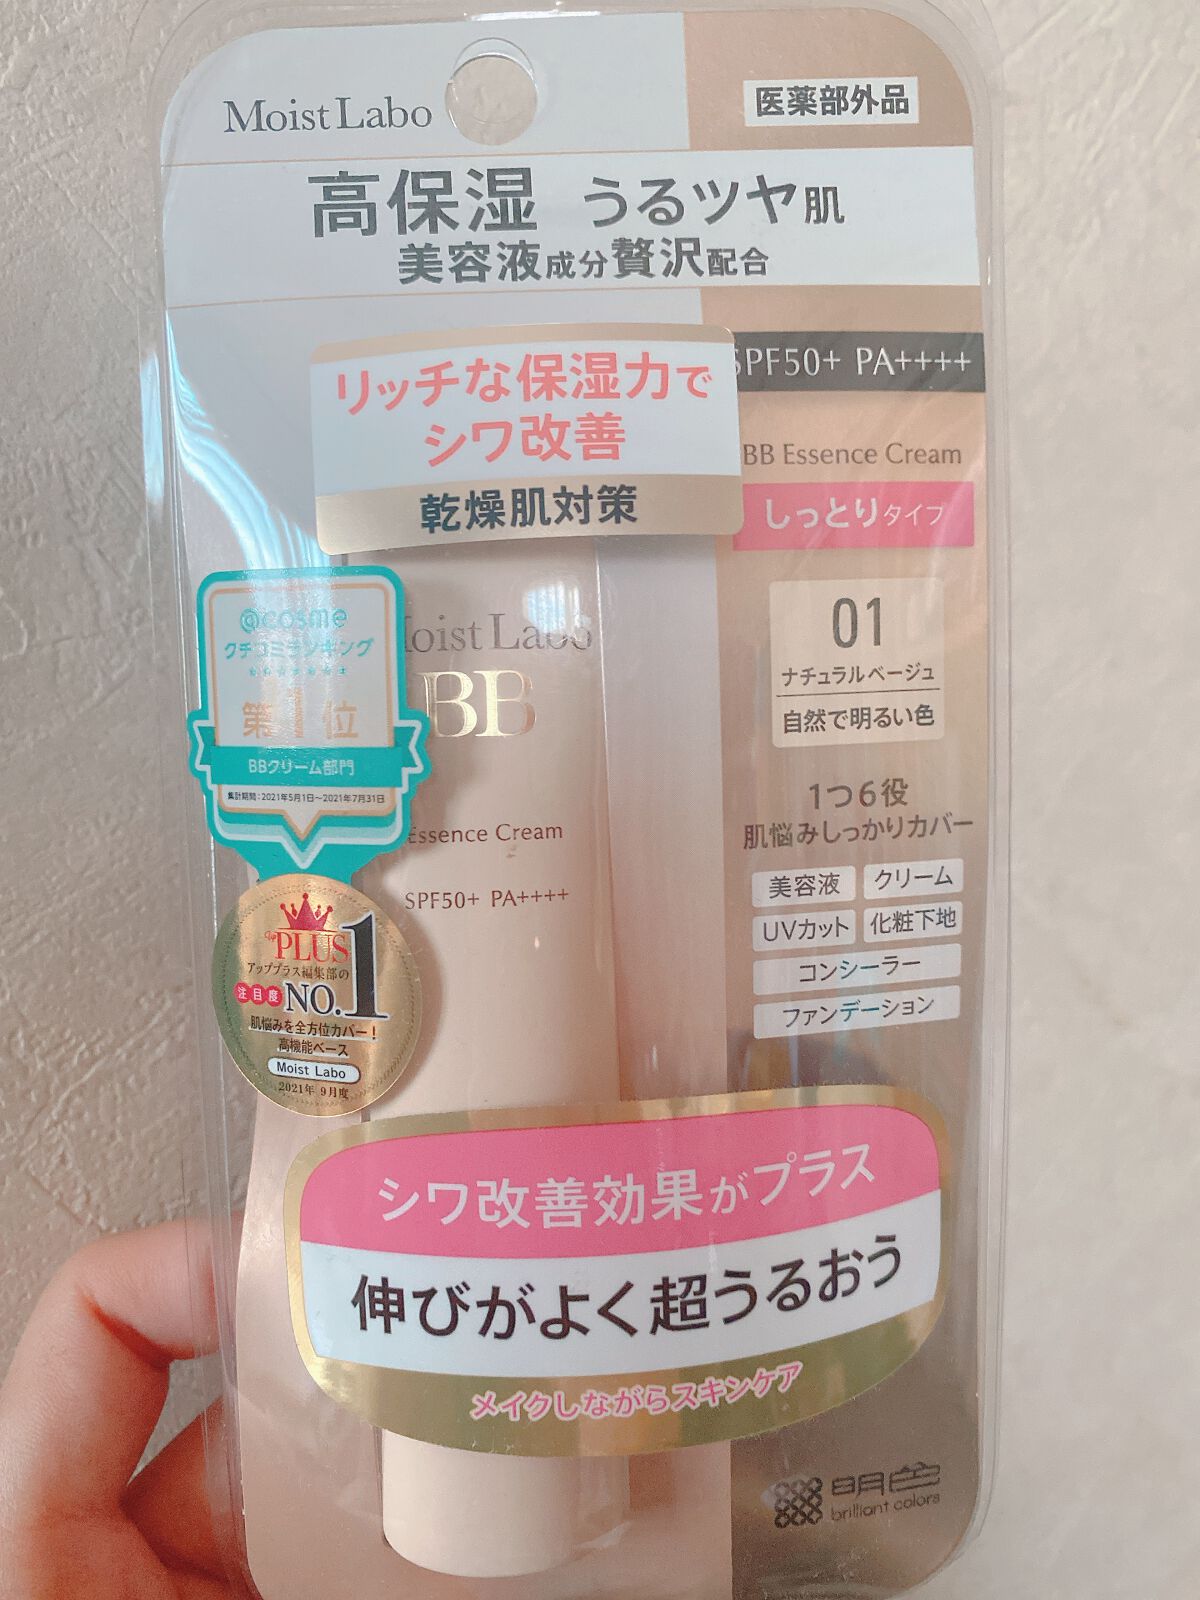 Moist Labo
医薬部外品
高保湿 うるツヤ肌
美容液成分贅沢配合
SPF50+ PA++++
リッチな保湿力で
シワ改善
乾燥肌対策
BB Essence Cream
しっとりタイプ
01
ナチュラルベージュ
自然で明るい色
1つ6役
肌悩みしっかりカバー
美容液 クリーム
UVカット 化粧下地
コンシーラー
ファンデーション
@cosme
クチコミランキング
第1位
BBクリーム部門
集計期間：2021年5月1日～2021年7月31日
Moist Labo
BB
Essence Cream
SPF50+ PA++++
up PLUS
アッププラス編集部の
注目度 NO.1
肌悩みを全方位カバー！
高機能ベース
Moist Labo
2021年 9月度
シワ改善効果がプラス
伸びがよく超うるおう
メイクしながらスキンケア
明色
brilliant colors